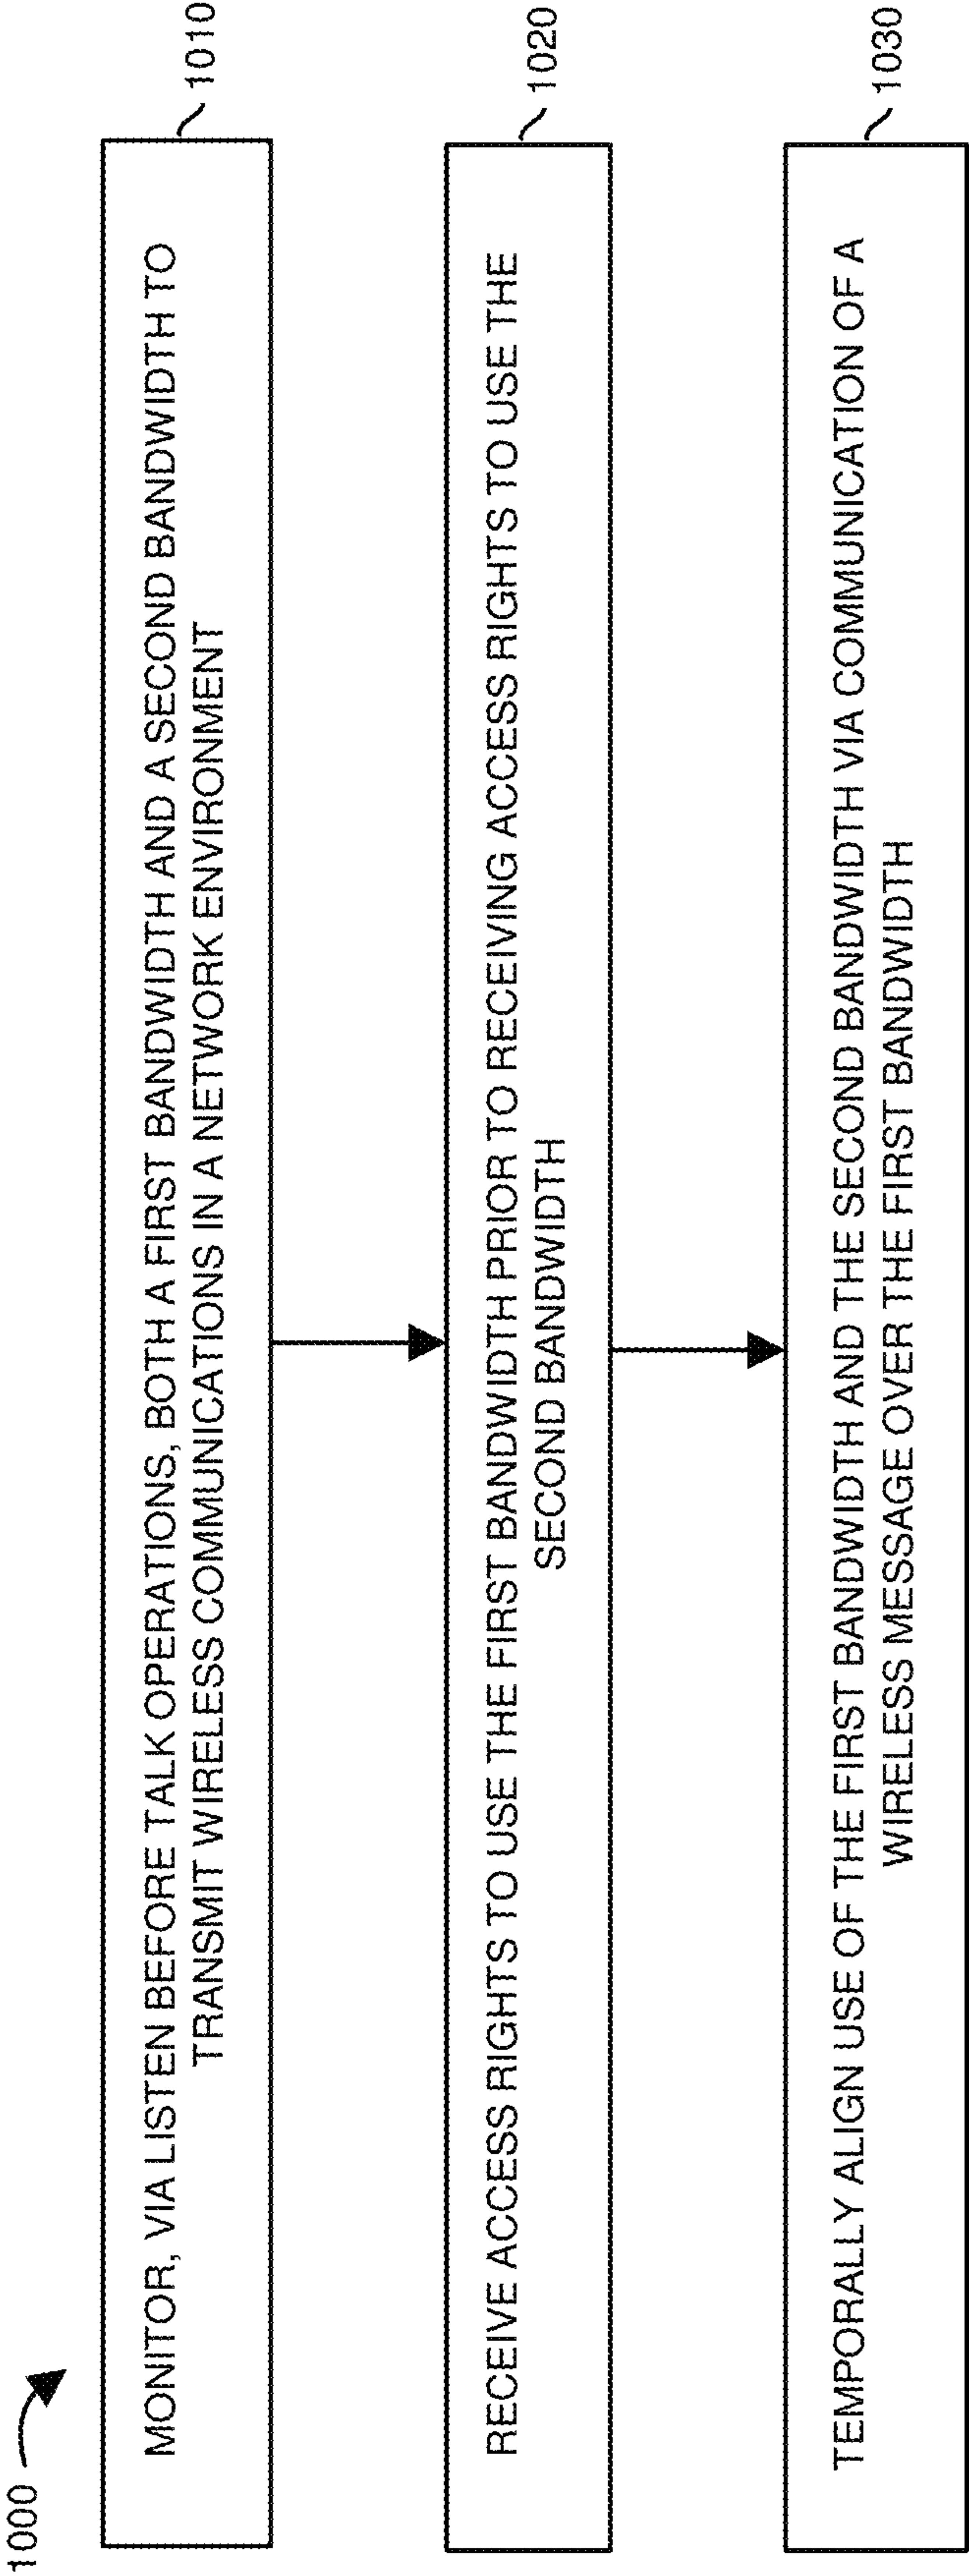 1000
MONITOR, VIA LISTEN BEFORE TALK OPERATIONS, BOTH A FIRST BANDWIDTH AND A SECOND BANDWIDTH TO
TRANSMIT WIRELESS COMMUNICATIONS IN A NETWORK ENVIRONMENT
1010
RECEIVE ACCESS RIGHTS TO USE THE FIRST BANDWIDTH PRIOR TO RECEIVING ACCESS RIGHTS TO USE THE
SECOND BANDWIDTH
1020
TEMPORALLY ALIGN USE OF THE FIRST BANDWIDTH AND THE SECOND BANDWIDTH VIA COMMUNICATION OF A
WIRELESS MESSAGE OVER THE FIRST BANDWIDTH
1030